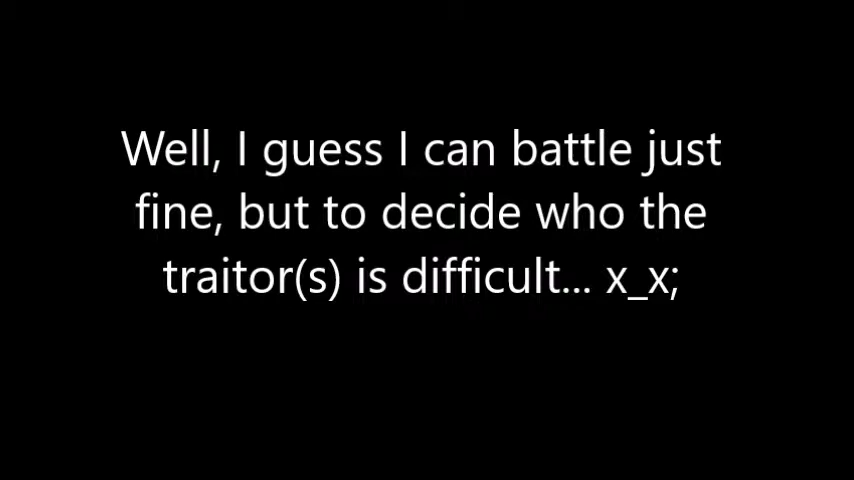 Well, I guess I can battle just
fine, but to decide who the
traitor(s) is difficult... x_x;